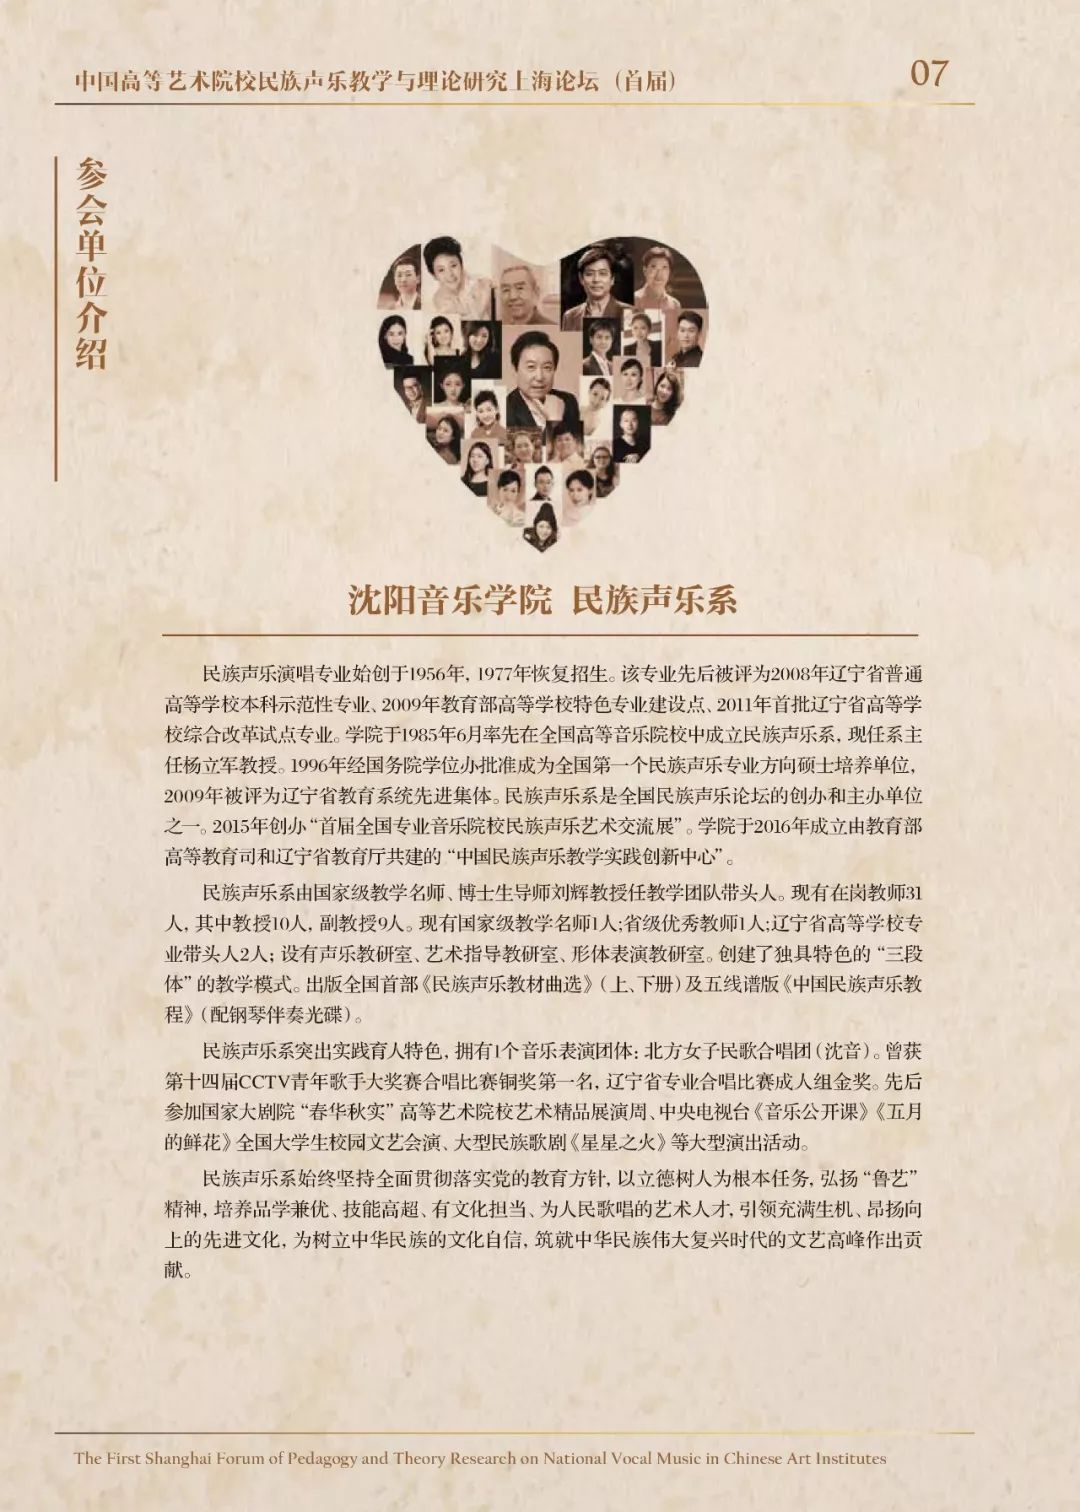 中国高等艺术院校民族声乐教学与理论研究上海论坛（首届）
07
参会单位介绍
沈阳音乐学院 民族声乐系
民族声乐演唱专业始创于1956年, 1977年恢复招生。该专业先后被评为2008年辽宁省普通
高等学校本科示范性专业、2009年教育部高等学校特色专业建设点、2011年首批辽宁省高等学
校综合改革试点专业。学院于1985年6月率先在全国高等音乐院校中成立民族声乐系，现任系主
任杨立军教授。1996年经国务院学位办批准成为全国第一个民族声乐专业方向硕士培养单位，
2009年被评为辽宁省教育系统先进集体。民族声乐系是全国民族声乐论坛的创办和主办单位
之一。2015年创办“首届全国专业音乐院校民族声乐艺术交流展”。学院于2016年成立由教育部
高等教育司和辽宁省教育厅共建的“中国民族声乐教学实践创新中心”。
民族声乐系由国家级教学名师、博士生导师刘辉教授任教学团队带头人。现有在岗教师31
人, 其中教授10人，副教授9人。现有国家级教学名师1人;省级优秀教师1人;辽宁省高等学校专
业带头人2人；设有声乐教研室、艺术指导教研室、形体表演教研室。创建了独具特色的“三段
体”的教学模式。出版全国首部《民族声乐教材曲选》（上、下册）及五线谱版《中国民族声乐教
程》（配钢琴伴奏光碟）。
民族声乐系突出实践育人特色，拥有1个音乐表演团体：北方女子民歌合唱团（沈音）。曾获
第十四届CCTV青年歌手大奖赛合唱比赛铜奖第一名，辽宁省专业合唱比赛成人组金奖。先后
参加国家大剧院“春华秋实”高等艺术院校艺术精品展演周、中央电视台《音乐公开课》《五月
的鲜花》全国大学生校园文艺会演、大型民族歌剧《星星之火》等大型演出活动。
民族声乐系始终坚持全面贯彻落实党的教育方针，以立德树人为根本任务，弘扬“鲁艺”
精神，培养品学兼优、技能高超、有文化担当、为人民歌唱的艺术人才，引领充满生机、昂扬向
上的先进文化，为树立中华民族的文化自信，筑就中华民族伟大复兴时代的文艺高峰作出贡
献。
The First Shanghai Forum of Pedagogy and Theory Research on National Vocal Music in Chinese Art Institutes